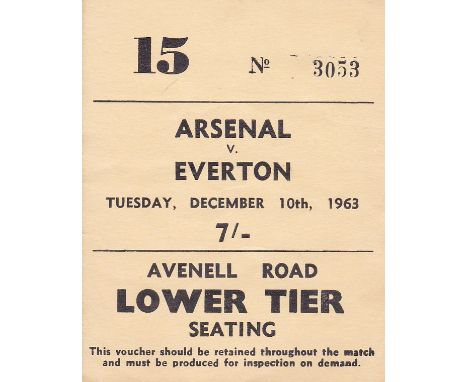 15 Nº 3053
ARSENAL
V.
EVERTON
TUESDAY, DECEMBER 10th, 1963
7/-
AVENELL ROAD
LOWER TIER
SEATING
This voucher should be retained throughout the match
and must be produced for inspection on demand.